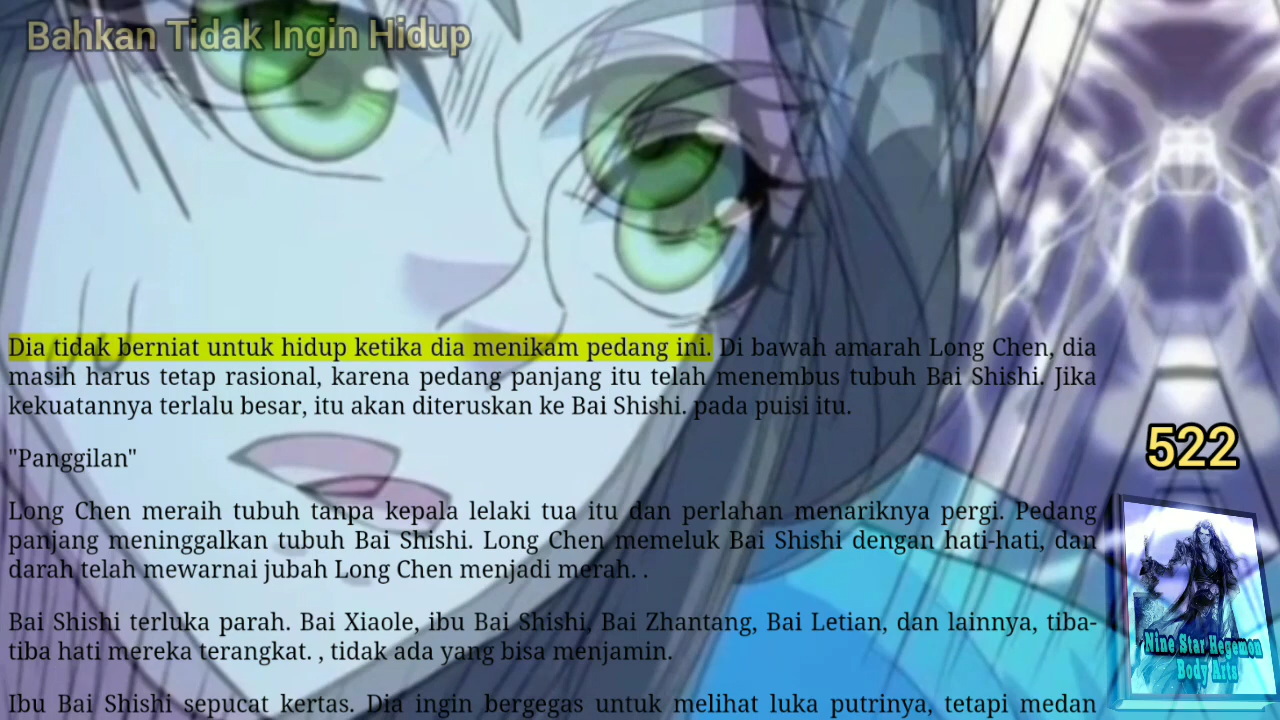 Bahkan Tidak Ingin Hidup
Dia tidak berniat untuk hidup ketika dia menikam pedang ini. Di bawah amarah Long Chen, dia
masih harus tetap rasional, karena pedang panjang itu telah menembus tubuh Bai Shishi. Jika
kekuatannya terlalu besar, itu akan diteruskan ke Bai Shishi. pada puisi itu.
"Panggilan"
Long Chen meraih tubuh tanpa kepala lelaki tua itu dan perlahan menariknya pergi. Pedang
panjang meninggalkan tubuh Bai Shishi. Long Chen memeluk Bai Shishi dengan hati-hati, dan
darah telah mewarnai jubah Long Chen menjadi merah. .
Bai Shishi terluka parah. Bai Xiaole, ibu Bai Shishi, Bai Zhantang, Bai Letian, dan lainnya, tiba-
tiba hati mereka terangkat. , tidak ada yang bisa menjamin.
Ibu Bai Shishi sepucat kertas. Dia ingin bergegas untuk melihat luka putrinya, tetapi medan
522
Nine Star Hegemon
Body Arts